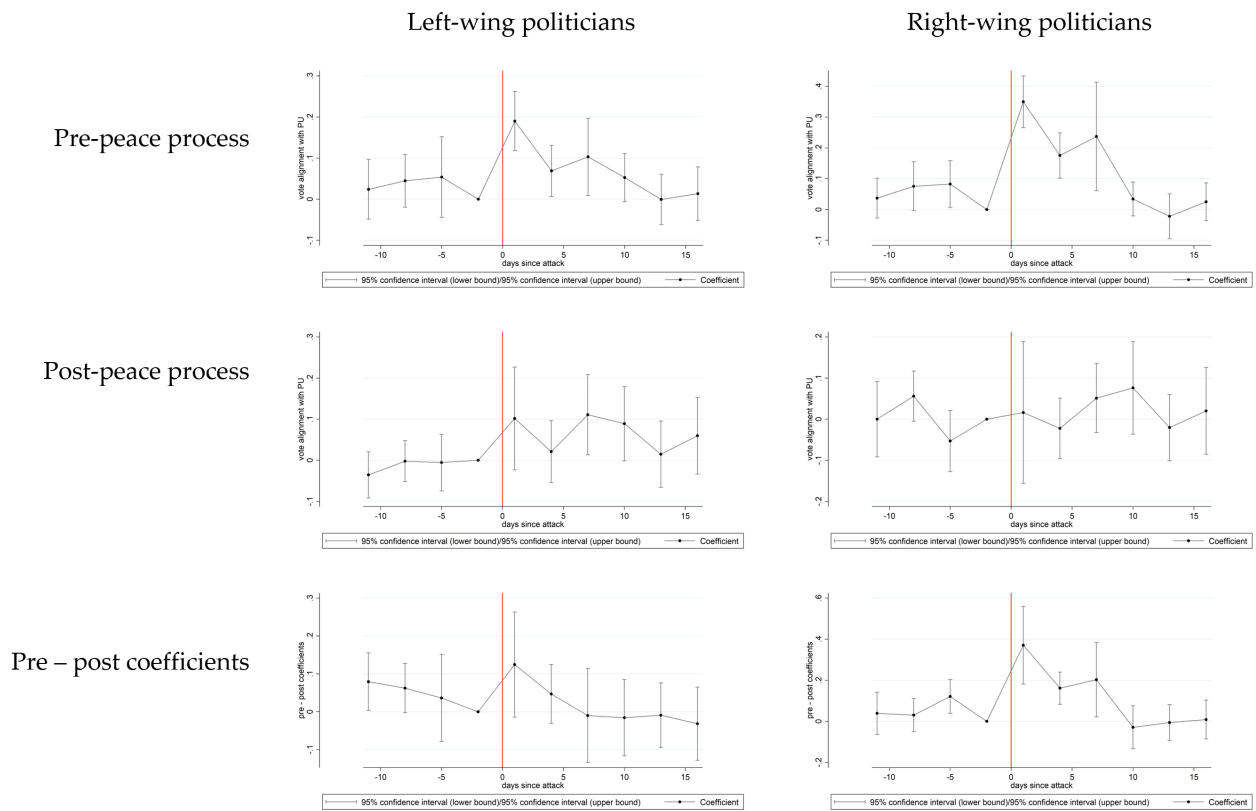 Left-wing politicians
Right-wing politicians
Pre-peace process
vote alignment with PU
.3
.2
.1
0
-.1
-10 -5 0 5 10 15
days since attack
95% confidence interval (lower bound)/95% confidence interval (upper bound) Coefficient
vote alignment with PU
.4
.3
.2
.1
0
-.1
-10 -5 0 5 10 15
days since attack
95% confidence interval (lower bound)/95% confidence interval (upper bound) Coefficient
Post-peace process
vote alignment with PU
.3
.2
.1
0
-.1
-10 -5 0 5 10 15
days since attack
95% confidence interval (lower bound)/95% confidence interval (upper bound) Coefficient
vote alignment with PU
.2
.1
0
-.1
-.2
-10 -5 0 5 10 15
days since attack
95% confidence interval (lower bound)/95% confidence interval (upper bound) Coefficient
Pre – post coefficients
pre - post coefficients
.3
.2
.1
0
-.1
-10 -5 0 5 10 15
days since attack
95% confidence interval (lower bound)/95% confidence interval (upper bound) Coefficient
pre - post coefficients
.6
.4
.2
0
-.2
-10 -5 0 5 10 15
days since attack
95% confidence interval (lower bound)/95% confidence interval (upper bound) Coefficient